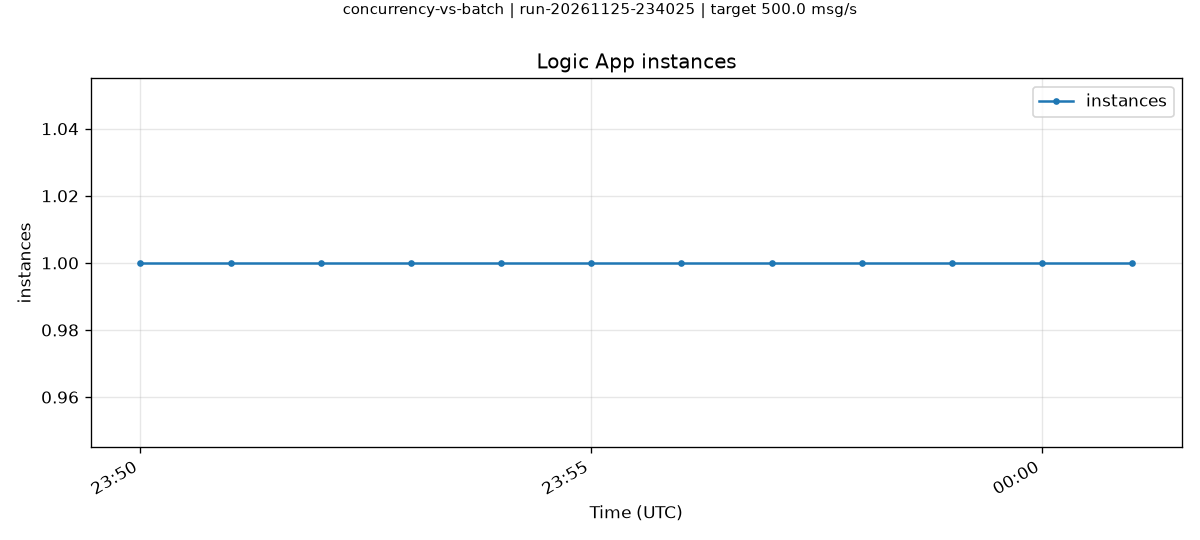 concurrency-vs-batch | run-20261125-234025 | target 500.0 msg/s
Logic App instances
instances
1.04
1.02
1.00
0.98
0.96
instances
23:50
23:55
00:00
Time (UTC)